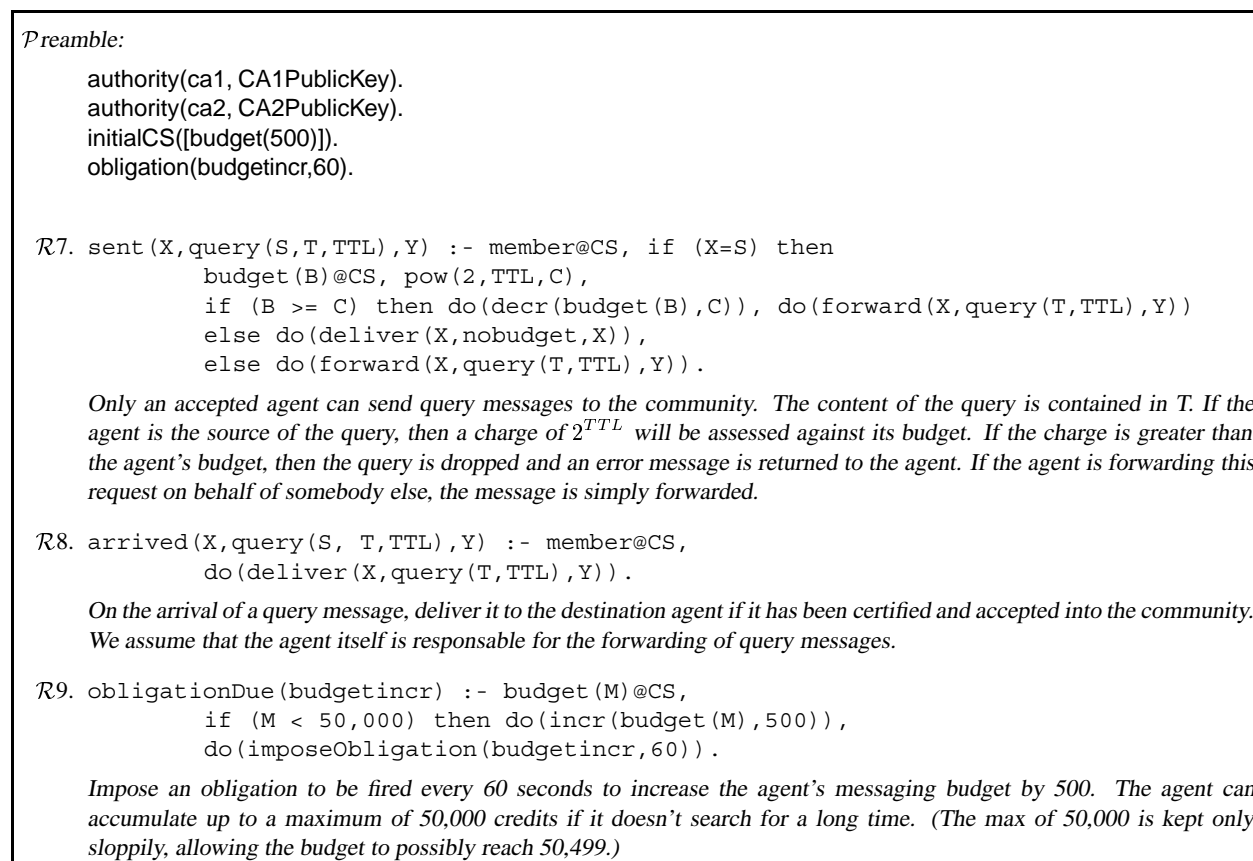 Preamble:
authority(ca1, CA1PublicKey).
authority(ca2, CA2PublicKey).
initialCS([budget(500)]).
obligation(budgetincr,60).
R7. sent(X,query(S,T,TTL),Y) :- member@CS, if (X=S) then
budget(B)@CS, pow(2,TTL,C),
if (B >= C) then do(decr(budget(B),C)), do(forward(X,query(T,TTL),Y))
else do(deliver(X,nobudget,X)),
else do(forward(X,query(T,TTL),Y)).
Only an accepted agent can send query messages to the community. The content of the query is contained in T. If the
agent is the source of the query, then a charge of 2^{TTL} will be assessed against its budget. If the charge is greater than
the agent's budget, then the query is dropped and an error message is returned to the agent. If the agent is forwarding this
request on behalf of somebody else, the message is simply forwarded.
R8. arrived(X,query(S, T,TTL),Y) :- member@CS,
do(deliver(X,query(T,TTL),Y)).
On the arrival of a query message, deliver it to the destination agent if it has been certified and accepted into the community.
We assume that the agent itself is responsable for the forwarding of query messages.
R9. obligationDue(budgetincr) :- budget(M)@CS,
if (M < 50,000) then do(incr(budget(M),500)),
do(imposeObligation(budgetincr,60)).
Impose an obligation to be fired every 60 seconds to increase the agent's messaging budget by 500. The agent can
accumulate up to a maximum of 50,000 credits if it doesn't search for a long time. (The max of 50,000 is kept only
sloppily, allowing the budget to possibly reach 50,499.)